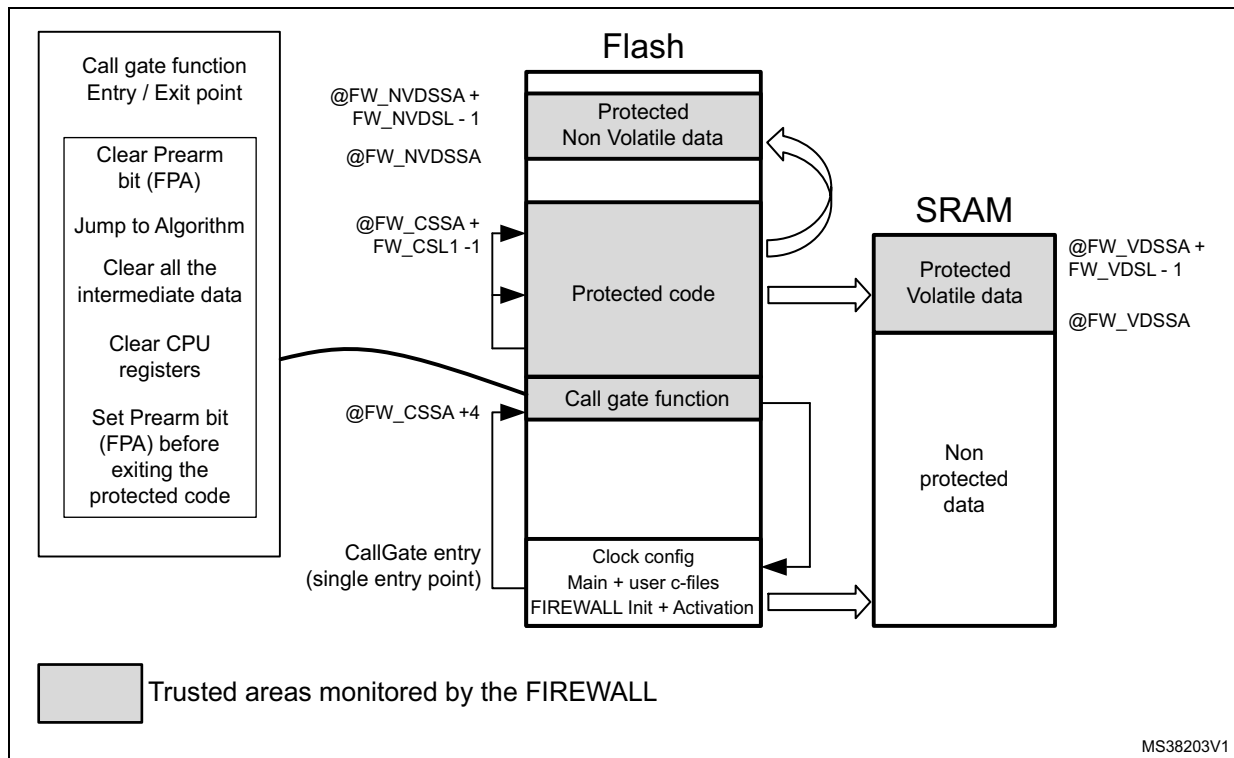 Call gate function
Entry / Exit point
Clear Prearm
bit (FPA)
Jump to Algorithm
Clear all the
intermediate data
Clear CPU
registers
Set Prearm bit
(FPA) before
exiting the
protected code
Flash
@FW_NVDSSA +
FW_NVDSL - 1
@FW_NVDSSA
Protected
Non Volatile data
@FW_CSSA +
FW_CSL1 -1
Protected code
Call gate function
@FW_CSSA +4
CallGate entry
(single entry point)
Clock config
Main + user c-files
FIREWALL Init + Activation
SRAM
Protected
Volatile data
@FW_VDSSA +
FW_VDSL - 1
@FW_VDSSA
Non
protected
data
Trusted areas monitored by the FIREWALL
MS38203V1